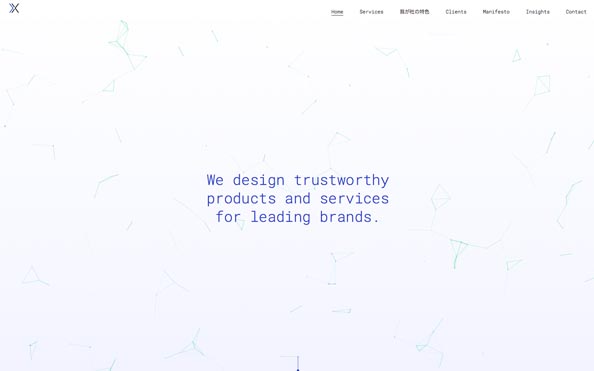 Home Services 我が社の特色 Clients Manifesto Insights Contact
We design trustworthy
products and services
for leading brands.